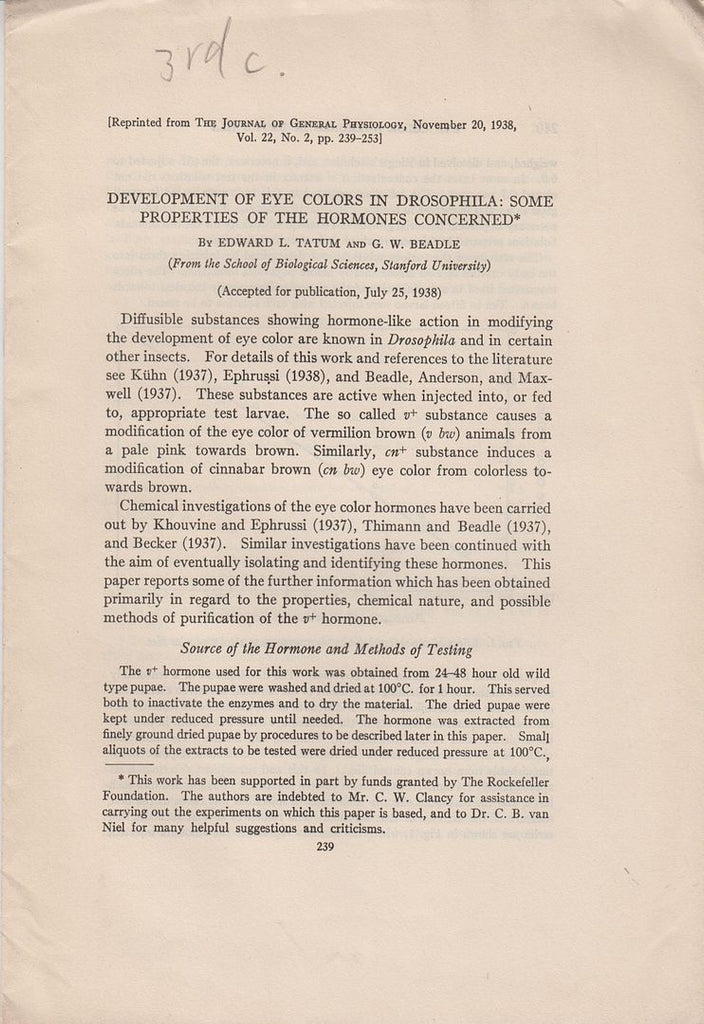 3rd c.
[Reprinted from THE JOURNAL OF GENERAL PHYSIOLOGY, November 20, 1938,
Vol. 22, No. 2, pp. 239–253]
DEVELOPMENT OF EYE COLORS IN DROSOPHILA: SOME
PROPERTIES OF THE HORMONES CONCERNED*
BY EDWARD L. TATUM AND G. W. BEADLE
(From the School of Biological Sciences, Stanford University)
(Accepted for publication, July 25, 1938)
Diffusible substances showing hormone-like action in modifying
the development of eye color are known in Drosophila and in certain
other insects. For details of this work and references to the literature
see Kühn (1937), Ephrussi (1938), and Beadle, Anderson, and Max-
well (1937). These substances are active when injected into, or fed
to, appropriate test larvae. The so called v+ substance causes a
modification of the eye color of vermilion brown (v bw) animals from
a pale pink towards brown. Similarly, cn+ substance induces a
modification of cinnabar brown (cn bw) eye color from colorless to-
wards brown.
Chemical investigations of the eye color hormones have been carried
out by Khouvine and Ephrussi (1937), Thimann and Beadle (1937),
and Becker (1937). Similar investigations have been continued with
the aim of eventually isolating and identifying these hormones. This
paper reports some of the further information which has been obtained
primarily in regard to the properties, chemical nature, and possible
methods of purification of the v+ hormone.
Source of the Hormone and Methods of Testing
The v+ hormone used for this work was obtained from 24–48 hour old wild
type pupae. The pupae were washed and dried at 100°C. for 1 hour. This served
both to inactivate the enzymes and to dry the material. The dried pupae were
kept under reduced pressure until needed. The hormone was extracted from
finely ground dried pupae by procedures to be described later in this paper. Small
aliquots of the extracts to be tested were dried under reduced pressure at 100°C.,
* This work has been supported in part by funds granted by The Rockefeller
Foundation. The authors are indebted to Mr. C. W. Clancy for assistance in
carrying out the experiments on which this paper is based, and to Dr. C. B. van
Niel for many helpful suggestions and criticisms.
239